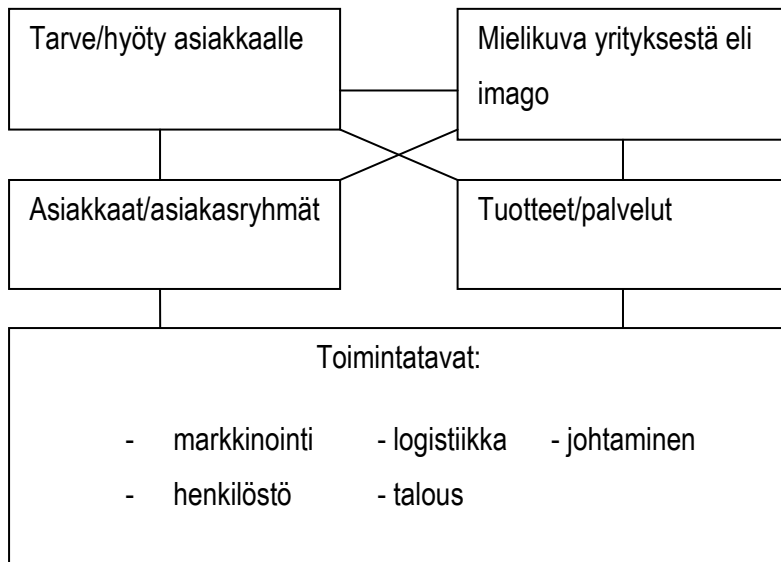 Tarve/hyöty asiakkaalle
Mielikuva yrityksestä eli
imago
Asiakkaat/asiakasryhmät
Tuotteet/palvelut
Toimintatavat:
- markkinointi - logistiikka - johtaminen
- henkilöstö - talous